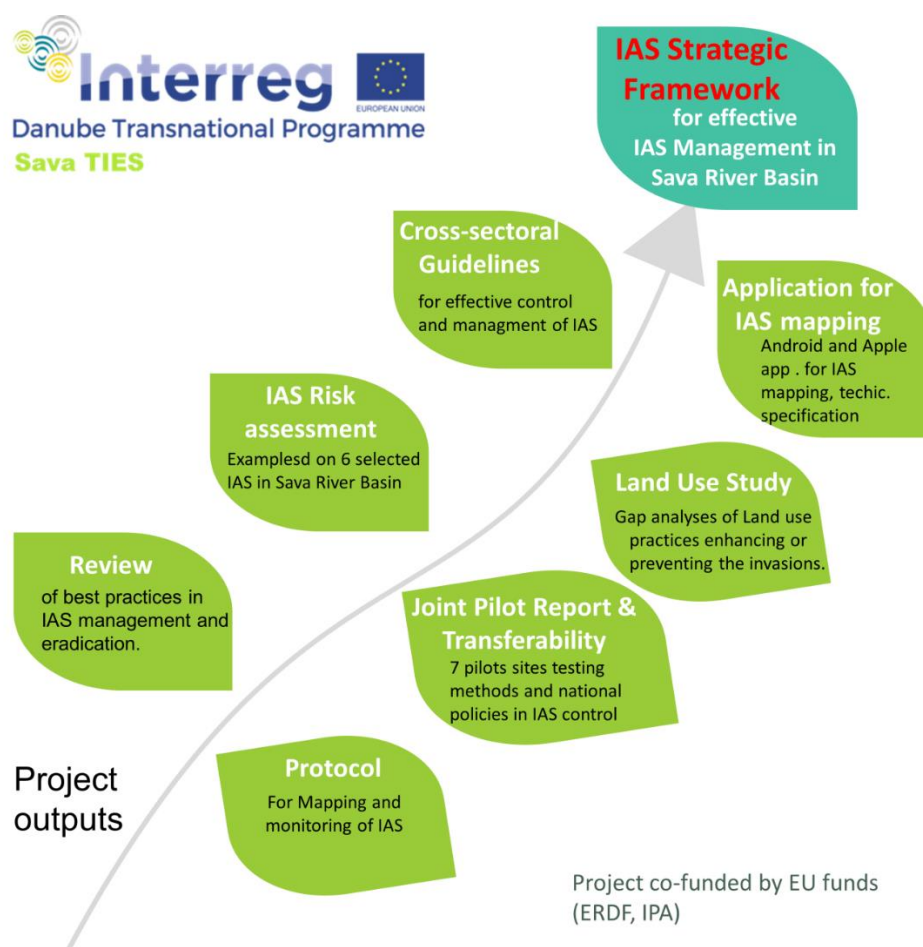 Interreg
EUROPEAN UNION
Danube Transnational Programme
Sava TIES
IAS Strategic
Framework
for effective
IAS Management in
Sava River Basin
Cross-sectoral
Guidelines
for effective control
and managment of IAS
Application for
IAS mapping
Android and Apple
app . for IAS
mapping, techic.
specification
IAS Risk
assessment
Examplesd on 6 selected
IAS in Sava River Basin
Land Use Study
Gap analyses of Land use
practices enhancing or
preventing the invasions.
Review
of best practices in
IAS management and
eradication.
Joint Pilot Report &
Transferability
7 pilots sites testing
methods and national
policies in IAS control
Protocol
For Mapping and
monitoring of IAS
Project
outputs
Project co-funded by EU funds
(ERDF, IPA)